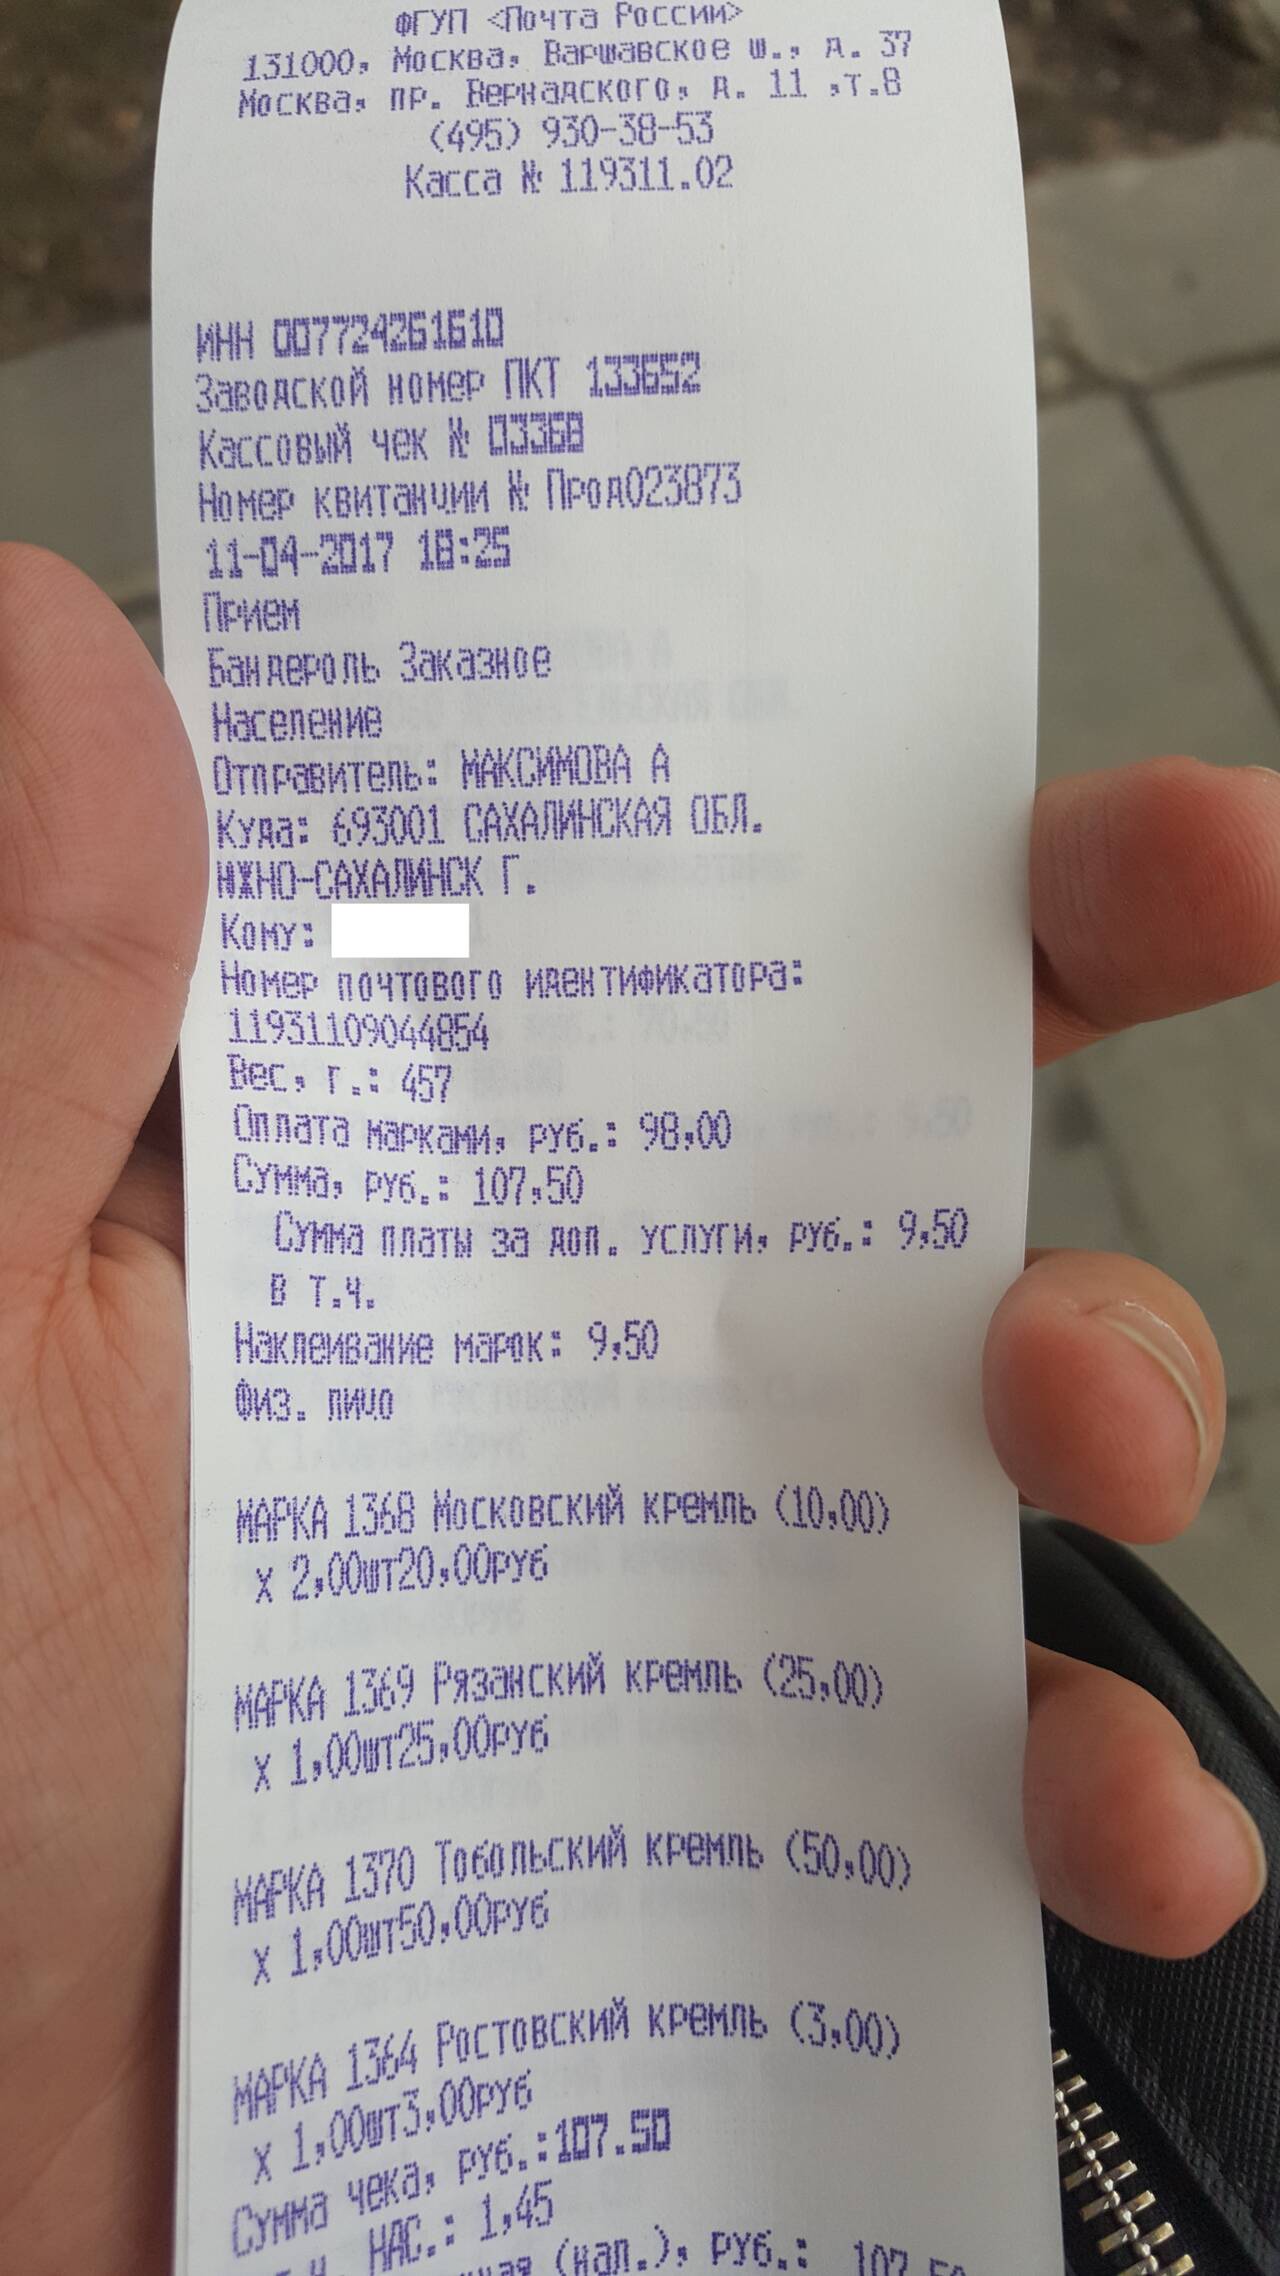 ФГУП <Почта России>
131000, Москва, Варшавское ш., д. 37
Москва, пр. Вернадского, д. 11 ,т.8
(495) 930-38-53
Касса № 119311.02
ИНН 007724261610
Заводской номер ПКТ 133652
Кассовый чек № 03368
Номер квитанции № Прод023873
11-04-2017 18:25
Прием
Бандероль Заказное
Население
Отправитель: МАКСИМОВА А
Куда: 693001 САХАЛИНСКАЯ ОБЛ.
ЮЖНО-САХАЛИНСК Г.
Кому:
Номер почтового идентификатора:
11931109044854
Вес, г.: 457
Оплата марками, руб.: 98,00
Сумма, руб.: 107,50
Сумма платы за доп. услуги, руб.: 9,50
в т.ч.
Наклеивание марок: 9,50
Физ. лицо
МАРКА 1368 Московский кремль (10,00)
х 2,00шт20,00руб
МАРКА 1369 Рязанский кремль (25,00)
х 1,00шт25,00руб
МАРКА 1370 Тобольский кремль (50,00)
х 1,00шт50,00руб
МАРКА 1364 Ростовский кремль (3,00)
х 1,00шт3,00руб
Сумма чека, руб.:107.50
НАС.: 1,45
(нал.), руб.: 107,50